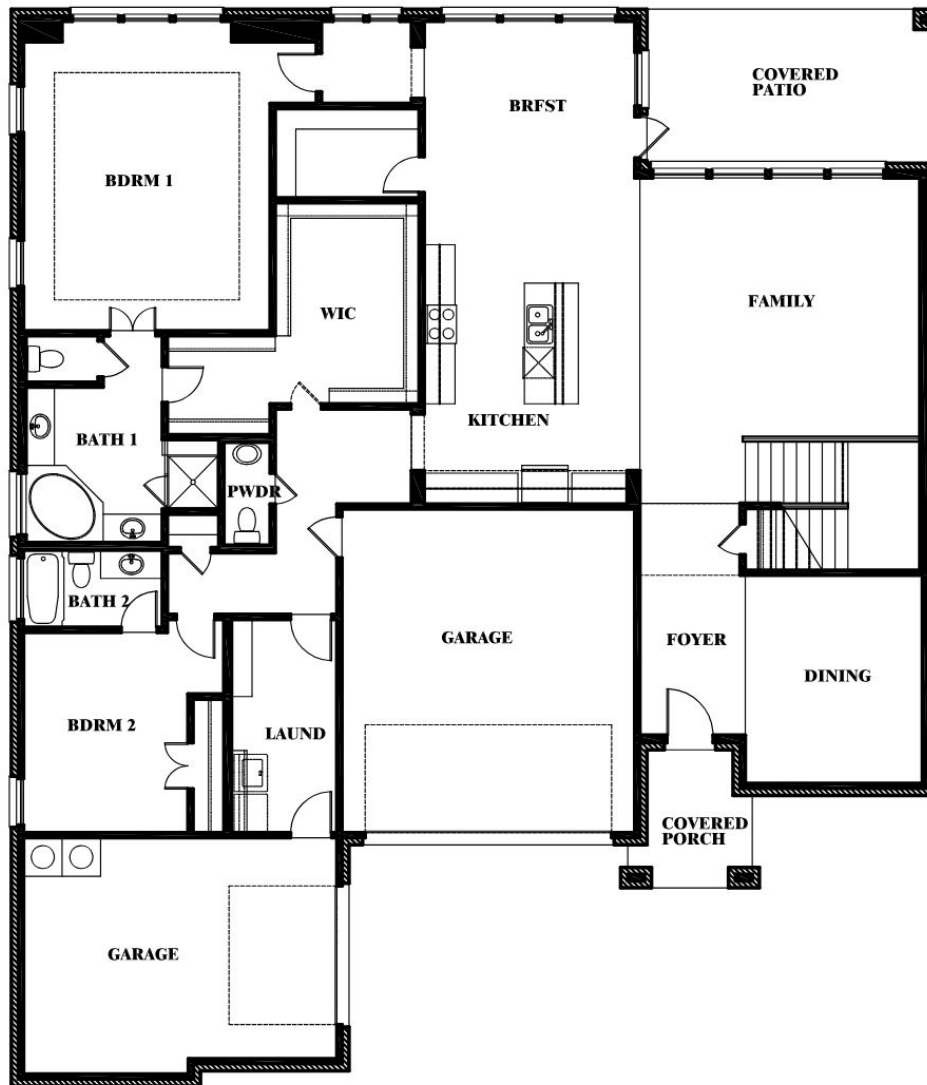 COVERED
PATIO
BRFST
BDRM 1
WIC
FAMILY
KITCHEN
BATH 1
PWDR
BATH 2
GARAGE
FOYER
DINING
BDRM 2
LAUND
COVERED
PORCH
GARAGE